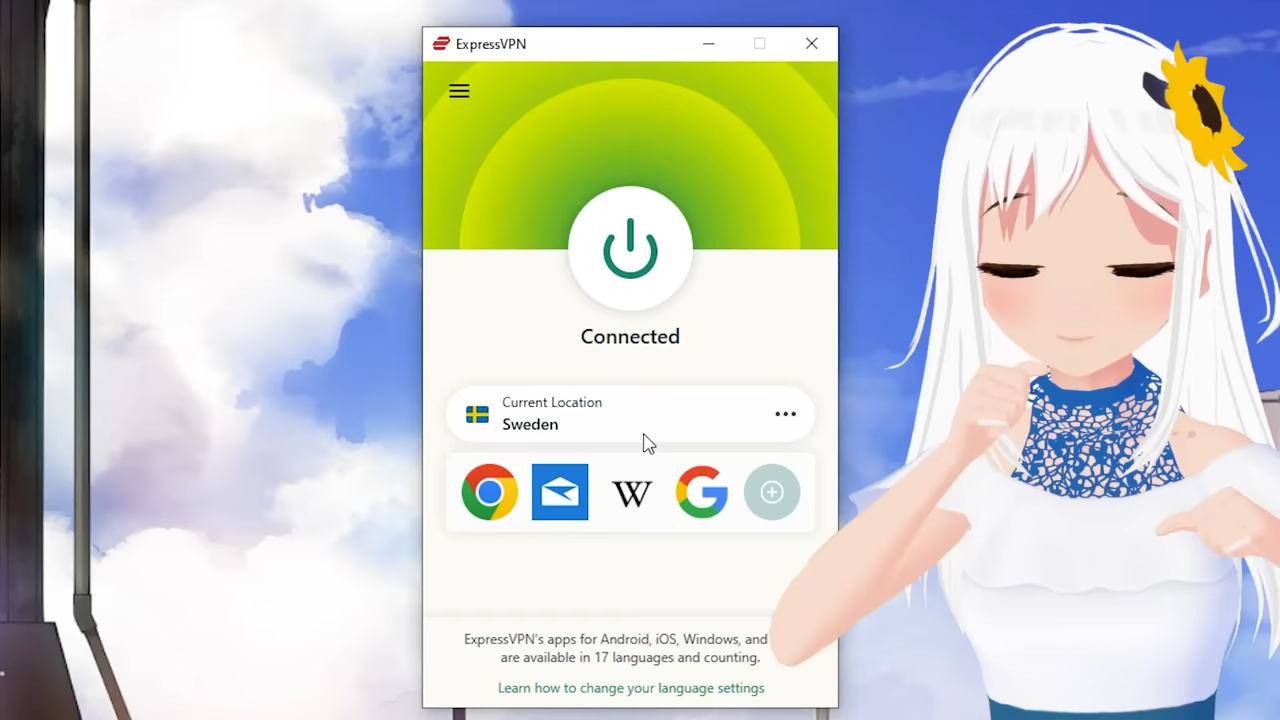 ExpressVPN
Connected
Current Location
Sweden
W
ExpressVPN's apps for Android, iOS, Windows, and
are available in 17 languages and counting.
Learn how to change your language settings